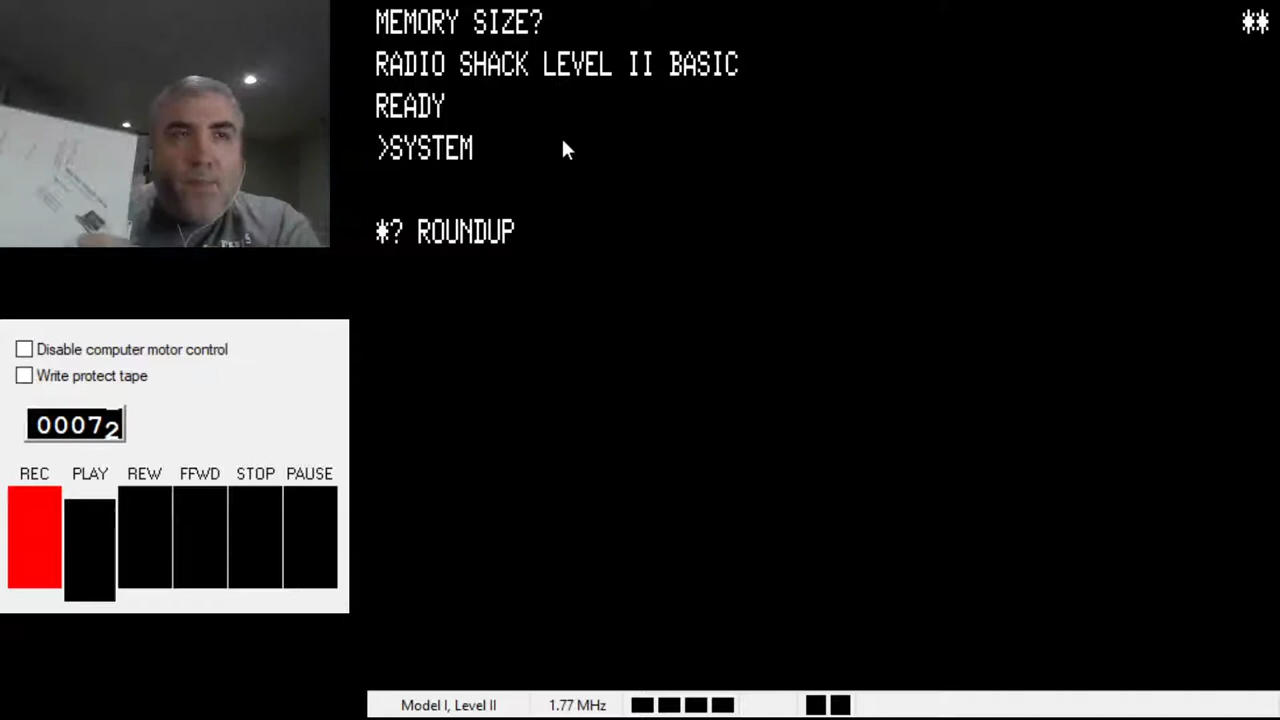 MEMORY SIZE?
**
RADIO SHACK LEVEL II BASIC
READY
>SYSTEM
*? ROUNDUP
Disable computer motor control
Write protect tape
00072
REC PLAY REW FFWD STOP PAUSE
Model I, Level II 1.77 MHz